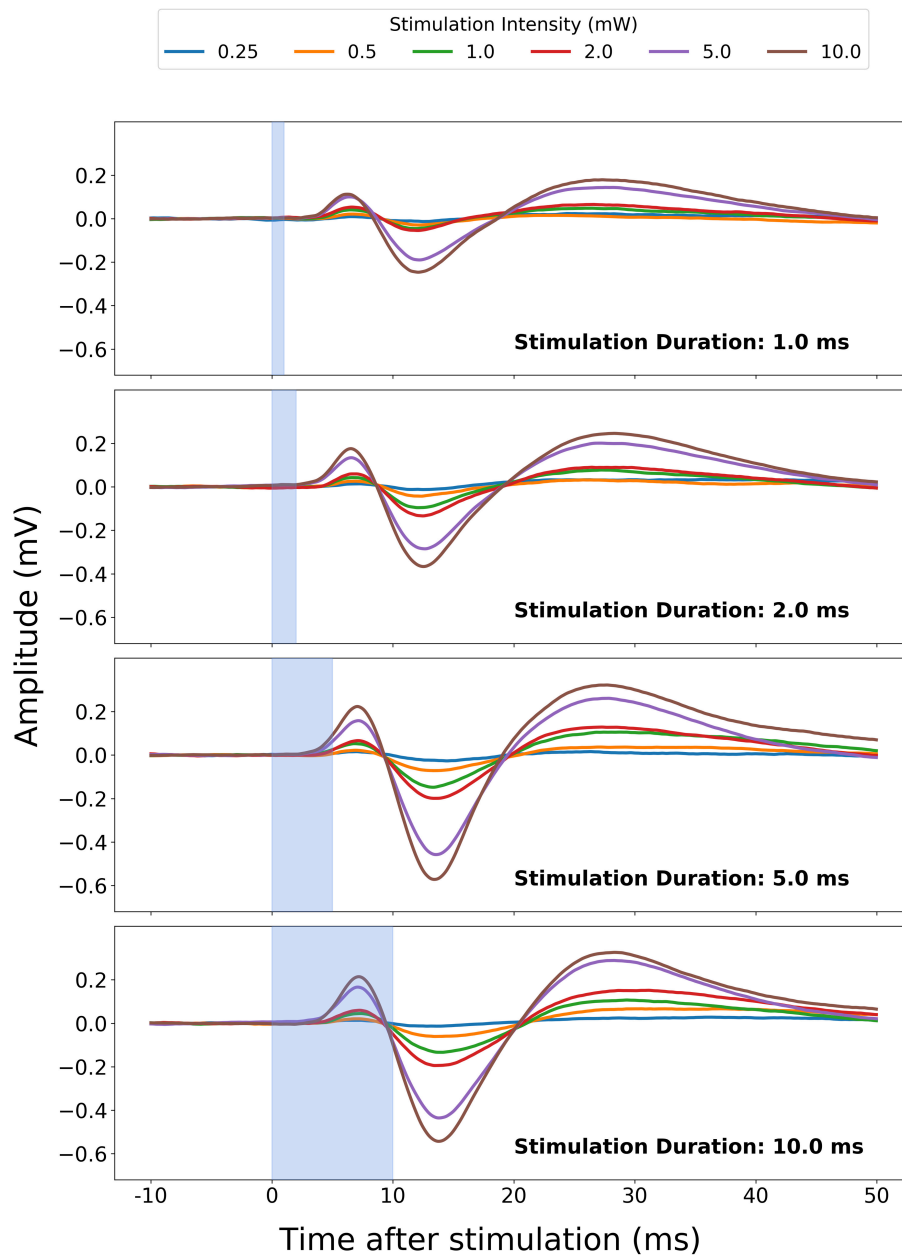 Stimulation Intensity (mW)
0.25 0.5 1.0 2.0 5.0 10.0
Amplitude (mV)
0.2
0.0
−0.2
−0.4
−0.6
Stimulation Duration: 1.0 ms
0.2
0.0
−0.2
−0.4
−0.6
Stimulation Duration: 2.0 ms
0.2
0.0
−0.2
−0.4
−0.6
Stimulation Duration: 5.0 ms
0.2
0.0
−0.2
−0.4
−0.6
Stimulation Duration: 10.0 ms
-10 0 10 20 30 40 50
Time after stimulation (ms)